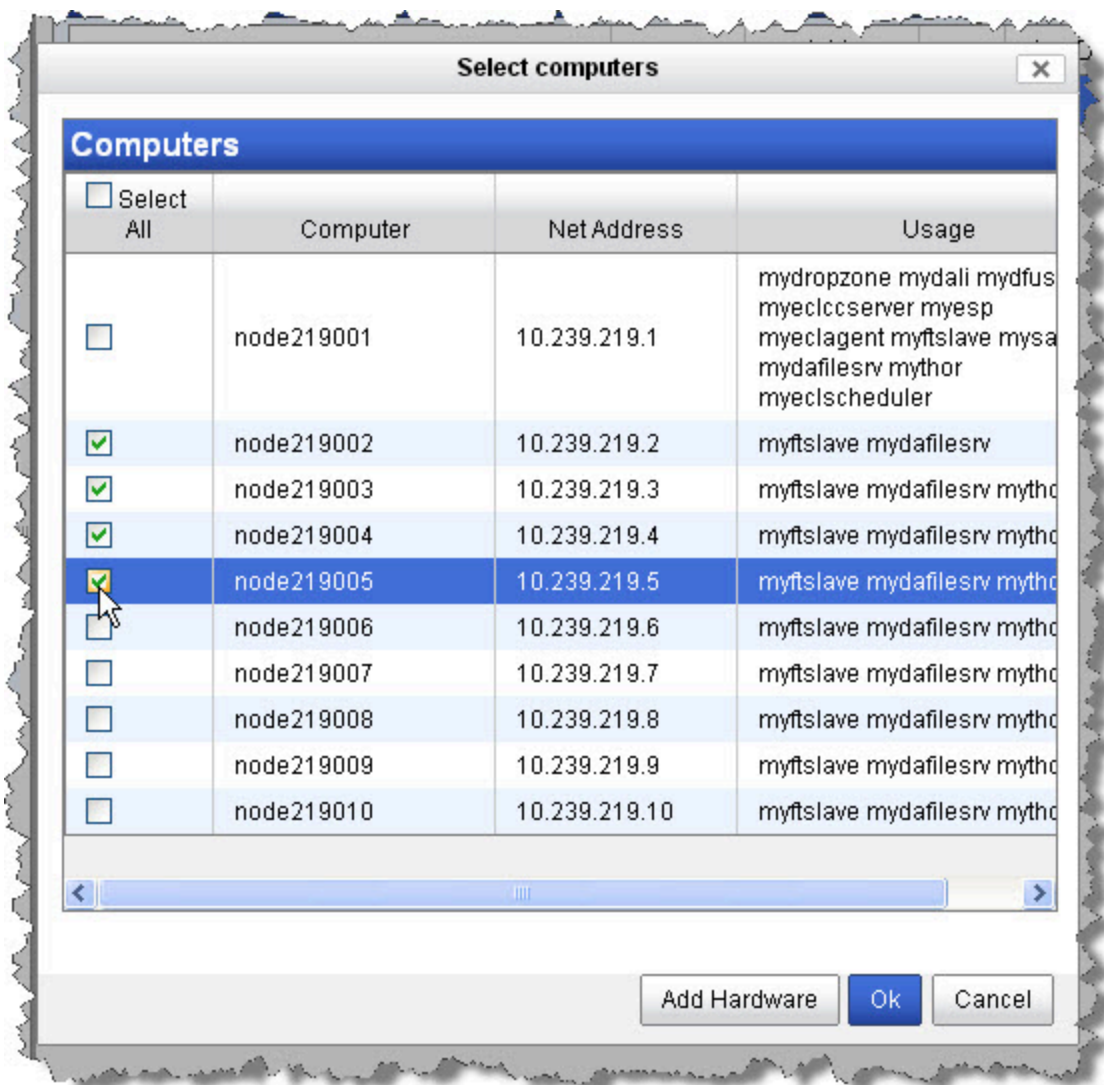 Select computers
Computers
Select All Computer Net Address Usage
node219001 10.239.219.1 mydropzone mydali mydfus
myeclccserver myesp
myeclagent myftslave mysa
mydafilesrv mythor
myeclscheduler
node219002 10.239.219.2 myftslave mydafilesrv
node219003 10.239.219.3 myftslave mydafilesrv mytho
node219004 10.239.219.4 myftslave mydafilesrv mytho
node219005 10.239.219.5 myftslave mydafilesrv mytho
node219006 10.239.219.6 myftslave mydafilesrv mytho
node219007 10.239.219.7 myftslave mydafilesrv mytho
node219008 10.239.219.8 myftslave mydafilesrv mytho
node219009 10.239.219.9 myftslave mydafilesrv mytho
node219010 10.239.219.10 myftslave mydafilesrv mytho
Add Hardware Ok Cancel